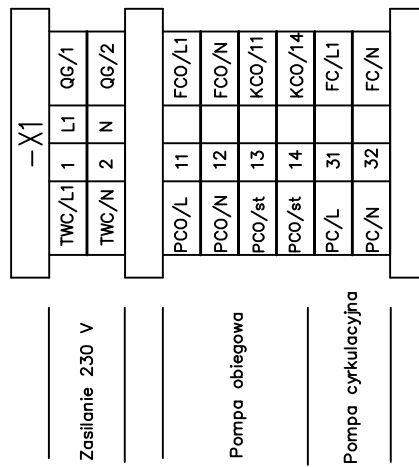 -X1
TWC/L1 1 L1 QG/1
TWC/N 2 N QG/2
PCO/L 11 FCO/L1
PCO/N 12 FCO/N
PCO/st 13 KCO/11
PCO/st 14 KCO/14
PC/L 31 FC/L1
PC/N 32 FC/N
Zasilanie 230 V
Pompa obiegowa
Pompa cyrkulacyjna